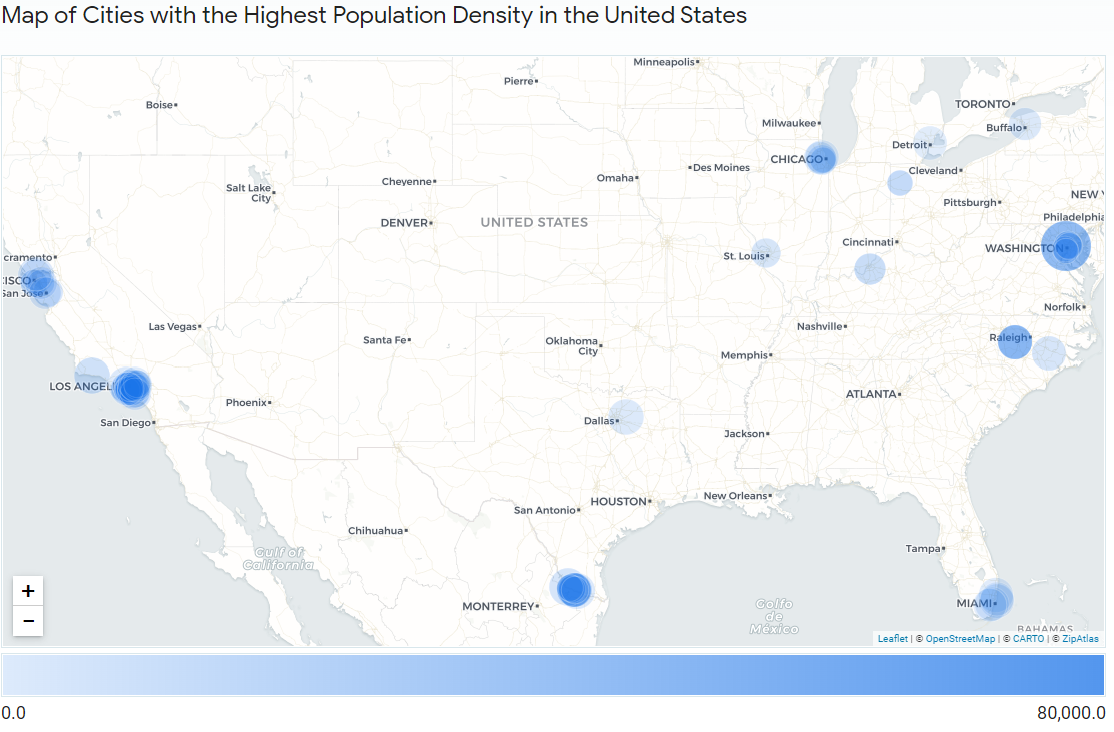 Map of Cities with the Highest Population Density in the United States
Minneapolis
Pierre
Boise
TORONTO
Milwaukee
Buffalo
Detroit
CHICAGO
Des Moines
Cleveland
Omaha
Cheyenne
Salt Lake
City
NEW
Pittsburgh
Philadelphia
DENVER
UNITED STATES
Cincinnati
WASHINGTON
St. Louis
cramento
ISCO
San Jose
Norfolk
Las Vegas
Nashville
Raleigh
Santa Fe
Oklahoma
City
Memphis
LOS ANGEL
ATLANTA
Phoenix
San Diego
Dallas
Jackson
New Orleans
HOUSTON
San Antonio
Chihuahua
Tampa
Gulf of
California
+
−
MONTERREY
Golfo
de
México
MIAMI
BAHAMAS
Leaflet | © OpenStreetMap | © CARTO | © ZipAtlas
0.0
80,000.0